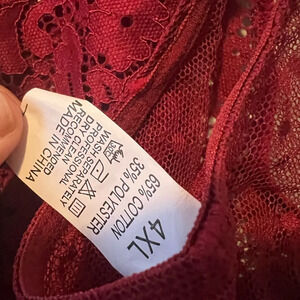 4XL
65% COTTON
35% POLYESTER
WASH SEPARATELY
PROFESSIONAL
DRY CLEAN
RECOMMENDED
MADE IN CHINA